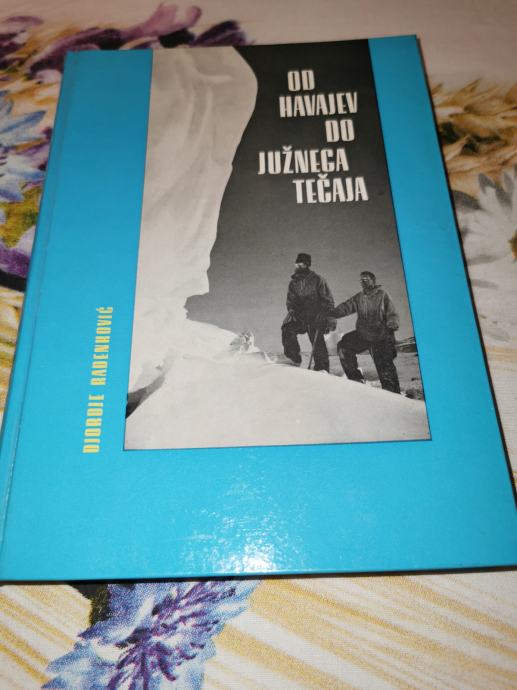 OD
HAVAJEV
DO
JUŽNEGA
TEČAJA
DJORDJE RADENKOVIĆ